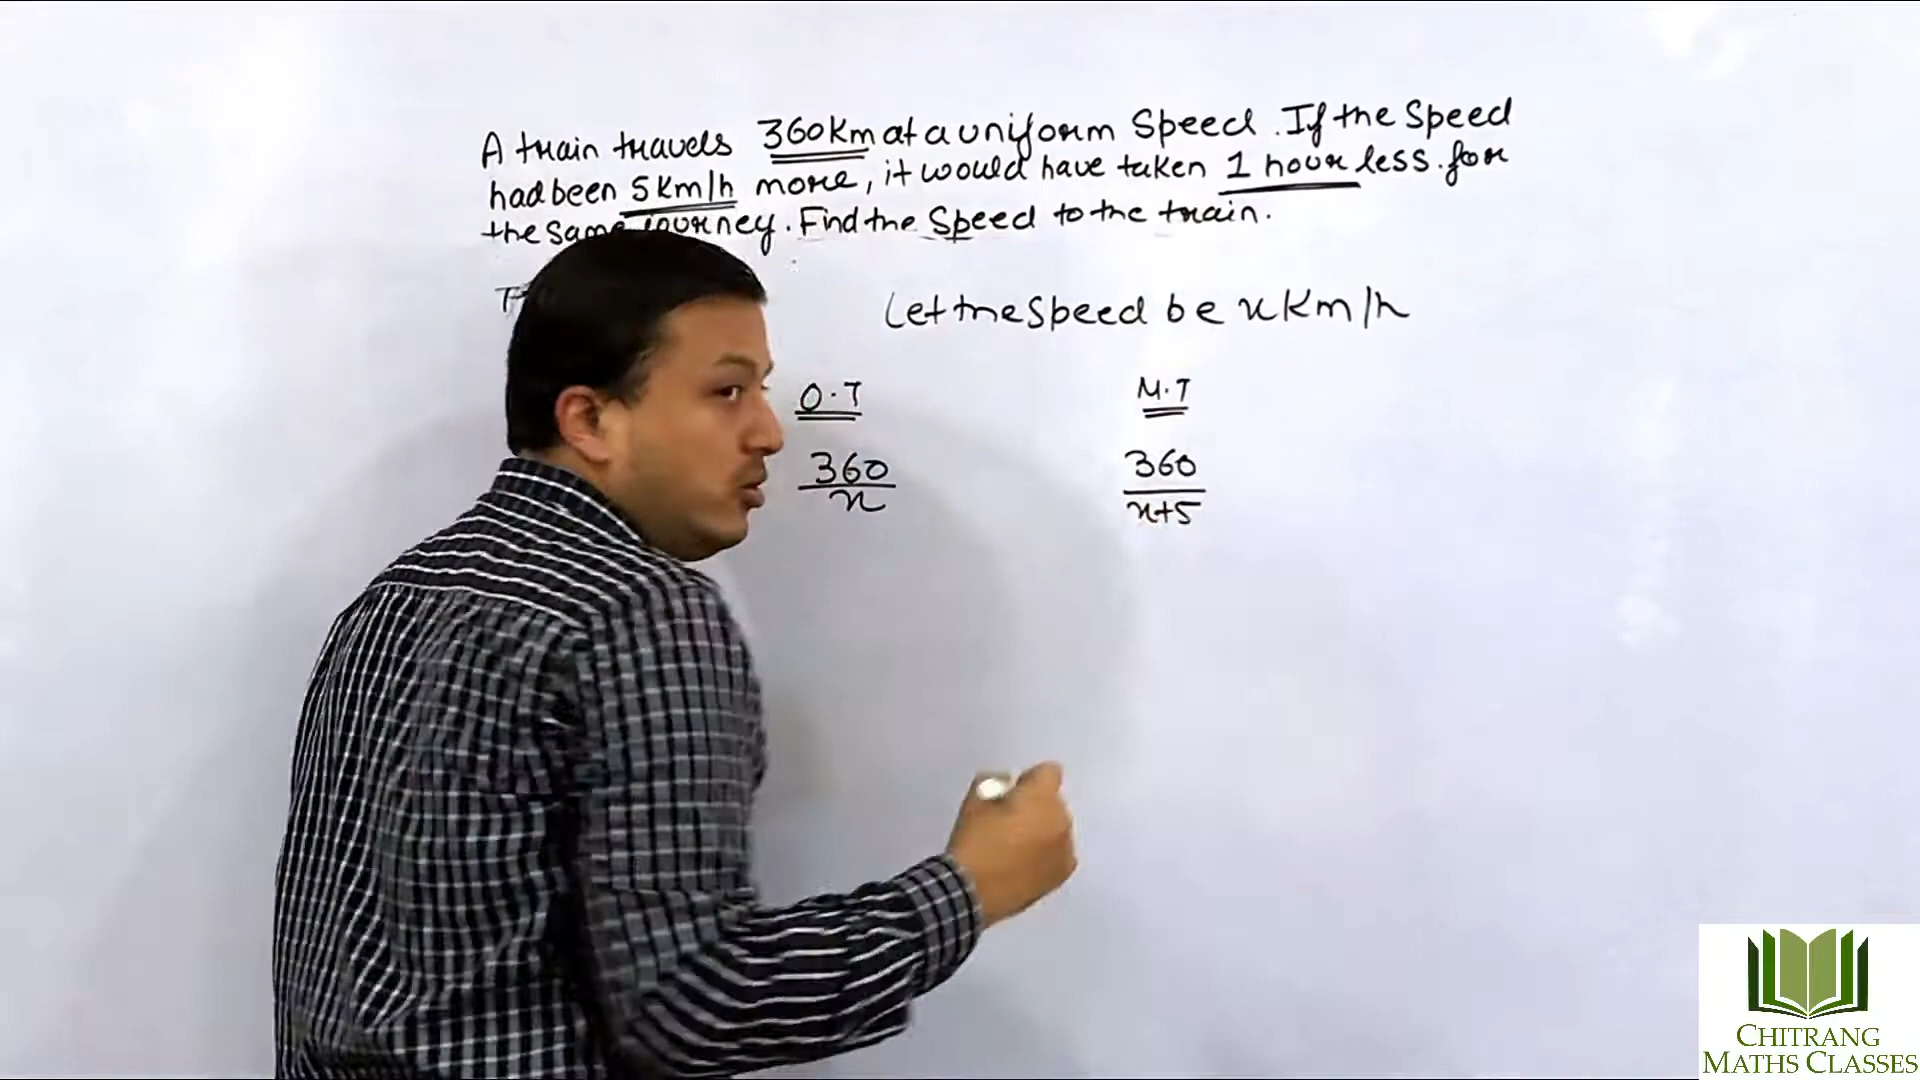 A train travels 360km at a uniform Speed. If the Speed
had been 5km/h more, it would have taken 1 hour less for
the same journey. Find the Speed to the train.
Let the Speed be x km/h
O.T M.T
360 360
x x+5
CHITRANG
MATHS CLASSES